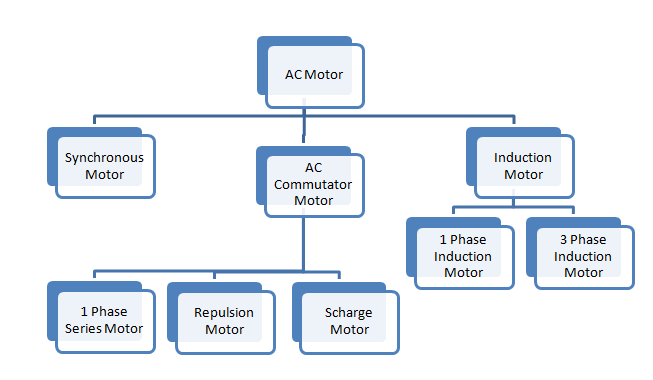 AC Motor
Synchronous
Motor
AC
Commutator
Motor
Induction
Motor
1 Phase
Induction
Motor
3 Phase
Induction
Motor
1 Phase
Series Motor
Repulsion
Motor
Scharge
Motor